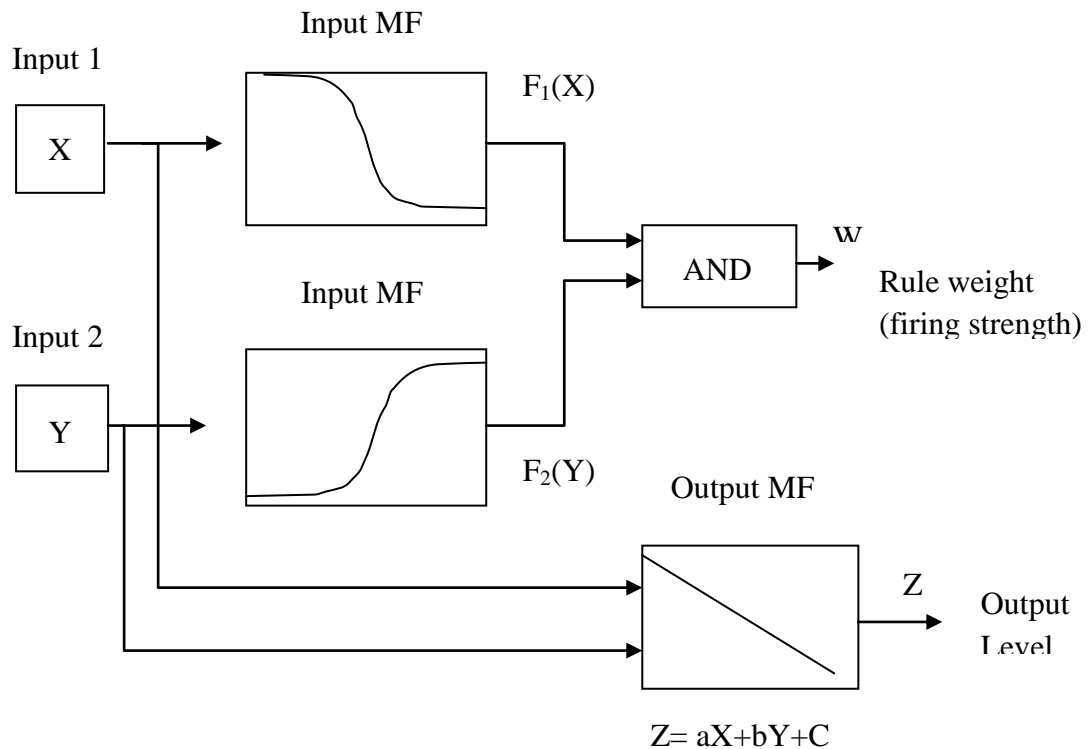 Input MF
Input 1
F₁(X)
X
AND
w
Rule weight
(firing strength)
Input MF
Input 2
Y
F₂(Y)
Output MF
Z
Output
Level
Z= aX+bY+C